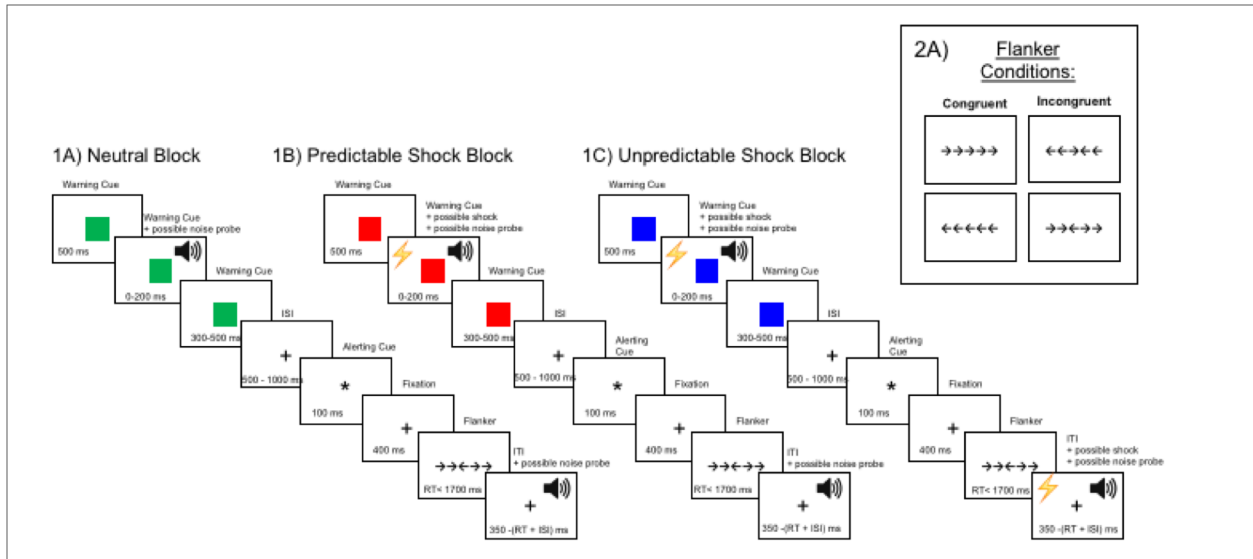 2A) Flanker
Conditions:
Congruent Incongruent
→→→→→ ←←→←←
←←←←← →→←→→
1A) Neutral Block
Warning Cue
500 ms
Warning Cue
+ possible noise probe
0-200 ms
Warning Cue
300-500 ms
ISI
+
500 - 1000 ms
Alerting Cue
*
100 ms
Fixation
+
400 ms
Flanker
→→←→→
RT< 1700 ms
ITI
+ possible noise probe
+
350 -(RT + ISI) ms
1B) Predictable Shock Block
Warning Cue
500 ms
Warning Cue
+ possible shock
+ possible noise probe
0-200 ms
Warning Cue
300-500 ms
ISI
+
500 - 1000 ms
Alerting
Cue
*
100 ms
Fixation
+
400 ms
Flanker
→→←→→
RT< 1700 ms
ITI
+ possible noise probe
+
350 -(RT + ISI) ms
1C) Unpredictable Shock Block
Warning Cue
500 ms
Warning Cue
+ possible shock
+ possible noise probe
0-200 ms
Warning Cue
300-500 ms
ISI
+
500 - 1000 ms
Alerting
Cue
*
100 ms
Fixation
+
400 ms
Flanker
→→←→→
RT< 1700 ms
ITI
+ possible shock
+ possible noise probe
+
350 -(RT + ISI) ms